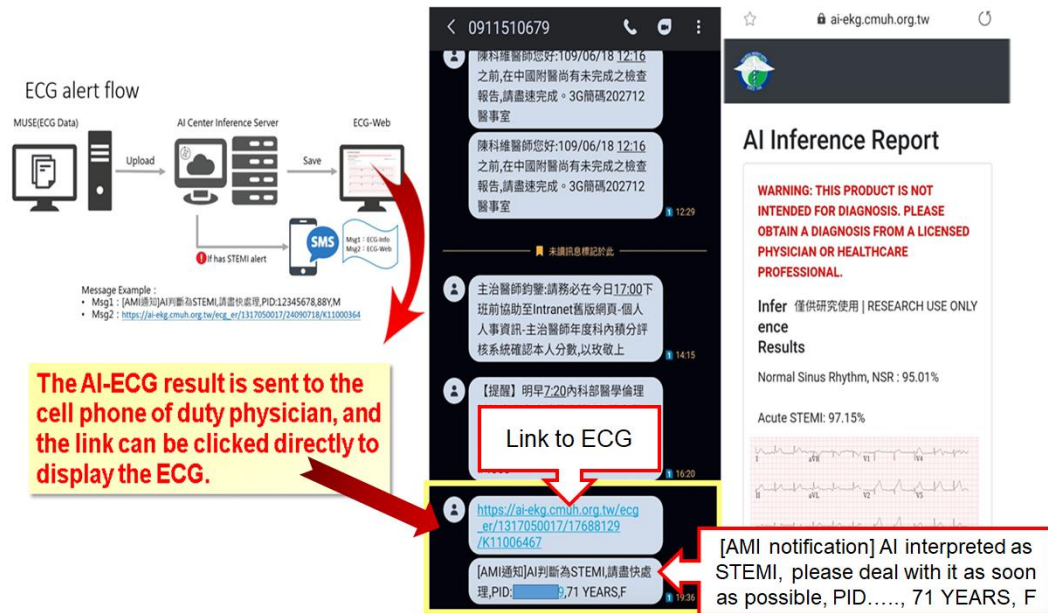 ECG alert flow
MUSE(ECG Data)
AI Center Inference Server
ECG-Web
Upload
Save
If has STEMI alert
SMS
Msg1：ECG-Info
Msg2：ECG-Web
Message Example：
• Msg1：[AMI通知]AI判斷為STEMI,請盡快處理,PID:12345678,88Y,M
• Msg2：https://ai-ekg.cmuh.org.tw/ecg_er/1317050017/24090718/K11000364
The AI-ECG result is sent to the
cell phone of duty physician, and
the link can be clicked directly to
display the ECG.
0911510679
陳科維醫師您好:109/06/18 12:16
之前,在中國附醫尚有未完成之檢查
報告,請盡速完成。3G簡碼202712
醫事室
陳科維醫師您好:109/06/18 12:16
之前,在中國附醫尚有未完成之檢查
報告,請盡速完成。3G簡碼202712
醫事室
1 12:29
未讀訊息標記於此
主治醫師鈞鑒:請務必在今日17:00下
班前協助至Intranet舊版網頁-個人
人事資訊-主治醫師年度科內積分評
核系統確認本人分數,以玫敬上
1 14:15
【提醒】明早7:20內科部醫學倫理
Link to ECG
1 16:20
https://ai-ekg.cmuh.org.tw/ecg
_er/1317050017/17688129
/K11006467
[AMI通知]AI判斷為STEMI,請盡快處
理,PID: 9,71 YEARS,F
1 19:36
ai-ekg.cmuh.org.tw
AI Inference Report
WARNING: THIS PRODUCT IS NOT
INTENDED FOR DIAGNOSIS. PLEASE
OBTAIN A DIAGNOSIS FROM A LICENSED
PHYSICIAN OR HEALTHCARE
PROFESSIONAL.
Infer 僅供研究使用 | RESEARCH USE ONLY
ence
Results
Normal Sinus Rhythm, NSR : 95.01%
Acute STEMI: 97.15%
I aVR V1 V4
II aVL V2 V5
[AMI notification] AI interpreted as
STEMI, please deal with it as soon
as possible, PID....., 71 YEARS, F